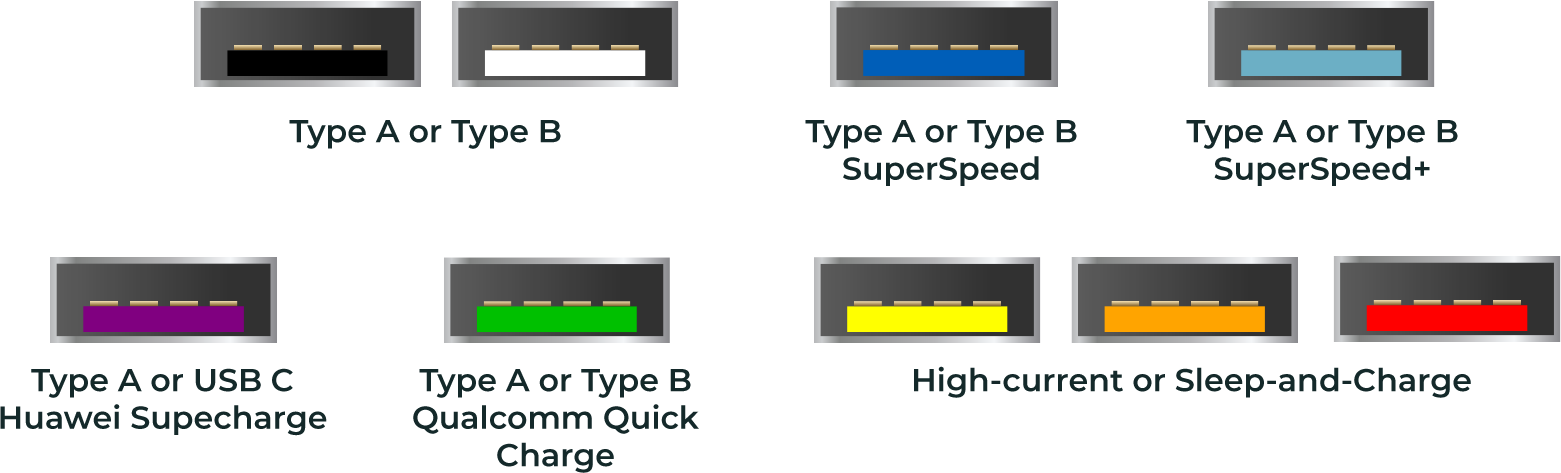 Type A or Type B
Type A or Type B
SuperSpeed
Type A or Type B
SuperSpeed+
Type A or USB C
Huawei Supecharge
Type A or Type B
Qualcomm Quick
Charge
High-current or Sleep-and-Charge